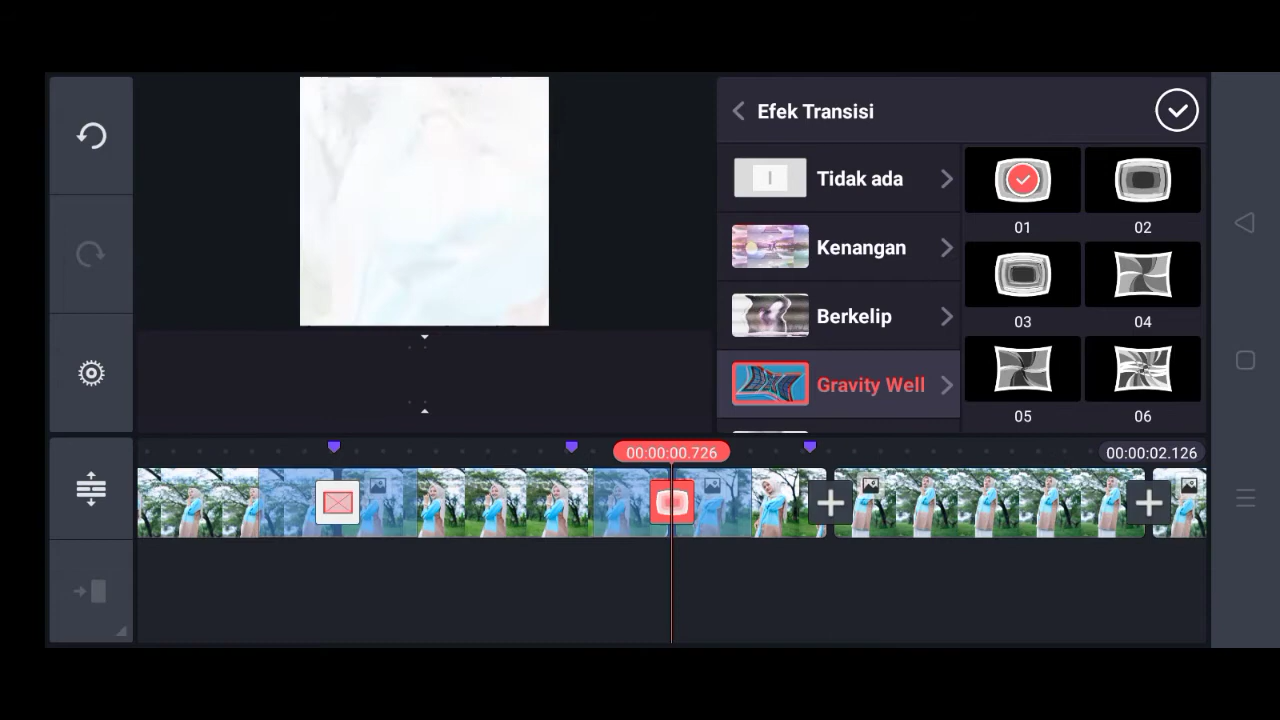 Efek Transisi
Tidak ada
Kenangan
Berkelip
Gravity Well
01
02
03
04
05
06
00:00:00.726
00:00:02.126